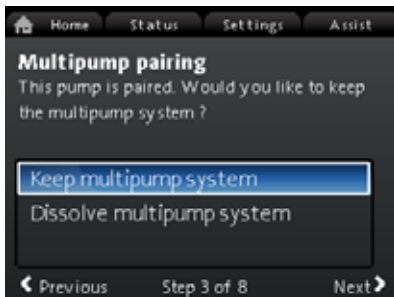 Home Status Settings Assist
Multipump pairing
This pump is paired. Would you like to keep
the multipump system ?
Keep multipump system
Dissolve multipump system
Previous Step 3 of 8 Next